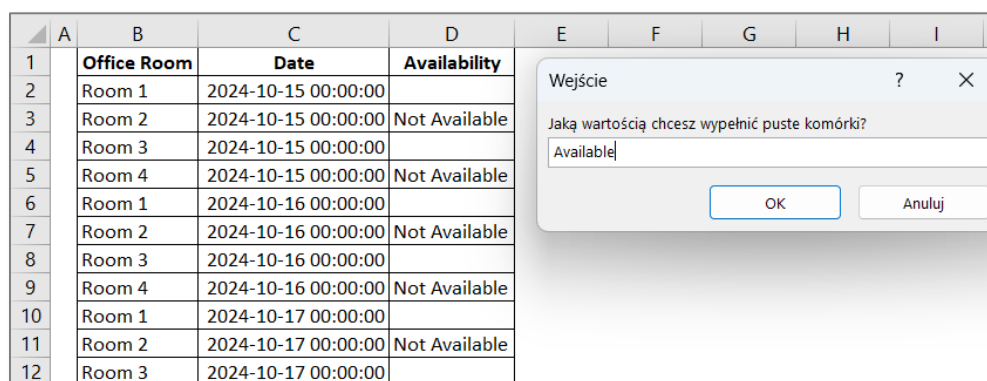 A B C D E F G H I
1 Office Room Date Availability
2 Room 1 2024-10-15 00:00:00
3 Room 2 2024-10-15 00:00:00 Not Available
4 Room 3 2024-10-15 00:00:00
5 Room 4 2024-10-15 00:00:00 Not Available
6 Room 1 2024-10-16 00:00:00
7 Room 2 2024-10-16 00:00:00 Not Available
8 Room 3 2024-10-16 00:00:00
9 Room 4 2024-10-16 00:00:00 Not Available
10 Room 1 2024-10-17 00:00:00
11 Room 2 2024-10-17 00:00:00 Not Available
12 Room 3 2024-10-17 00:00:00
Wejście ?
Jaką wartością chcesz wypełnić puste komórki?
Available
OK Anuluj